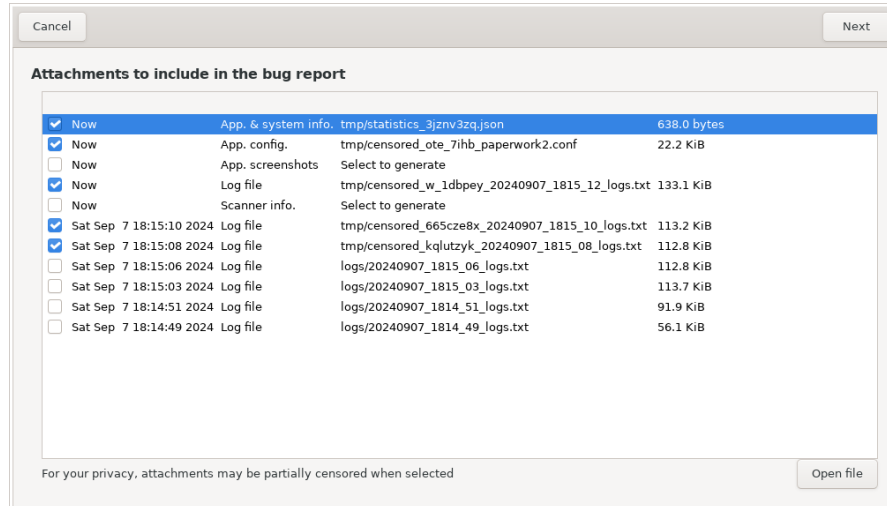 Cancel Next
Attachments to include in the bug report
Now App. & system info. tmp/statistics_3jznv3zq.json 638.0 bytes
Now App. config. tmp/censored_ote_7ihb_paperwork2.conf 22.2 KiB
Now App. screenshots Select to generate
Now Log file tmp/censored_w_1dbpey_20240907_1815_12_logs.txt 133.1 KiB
Now Scanner info. Select to generate
Sat Sep 7 18:15:10 2024 Log file tmp/censored_665cze8x_20240907_1815_10_logs.txt 113.2 KiB
Sat Sep 7 18:15:08 2024 Log file tmp/censored_kqlutzyk_20240907_1815_08_logs.txt 112.8 KiB
Sat Sep 7 18:15:06 2024 Log file logs/20240907_1815_06_logs.txt 112.8 KiB
Sat Sep 7 18:15:03 2024 Log file logs/20240907_1815_03_logs.txt 113.7 KiB
Sat Sep 7 18:14:51 2024 Log file logs/20240907_1814_51_logs.txt 91.9 KiB
Sat Sep 7 18:14:49 2024 Log file logs/20240907_1814_49_logs.txt 56.1 KiB
For your privacy, attachments may be partially censored when selected Open file